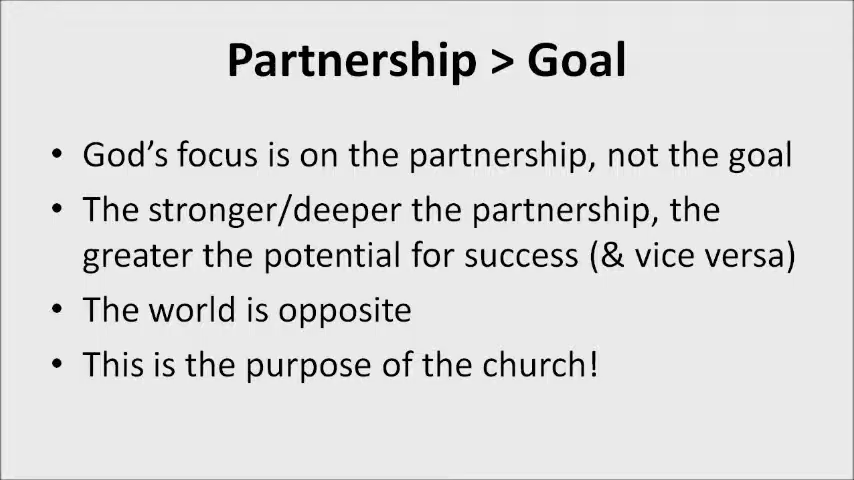 Partnership > Goal
• God’s focus is on the partnership, not the goal
• The stronger/deeper the partnership, the
greater the potential for success (& vice versa)
• The world is opposite
• This is the purpose of the church!